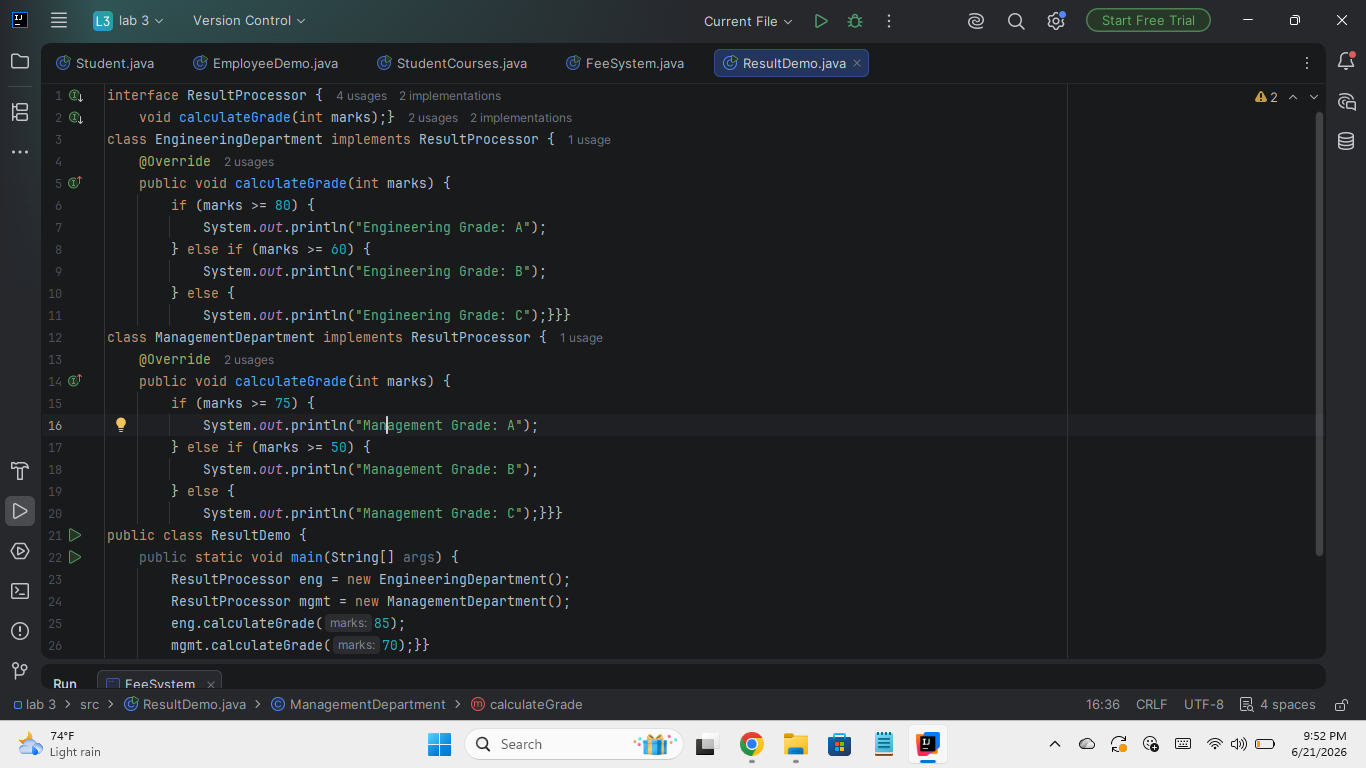 L3 lab 3 Version Control Current File Start Free Trial
Student.java EmployeeDemo.java StudentCourses.java FeeSystem.java ResultDemo.java
1 interface ResultProcessor { 4 usages 2 implementations
2 void calculateGrade(int marks);} 2 usages 2 implementations
3 class EngineeringDepartment implements ResultProcessor { 1 usage
4 @Override 2 usages
5 public void calculateGrade(int marks) {
6 if (marks >= 80) {
7 System.out.println("Engineering Grade: A");
8 } else if (marks >= 60) {
9 System.out.println("Engineering Grade: B");
10 } else {
11 System.out.println("Engineering Grade: C");}}}
12 class ManagementDepartment implements ResultProcessor { 1 usage
13 @Override 2 usages
14 public void calculateGrade(int marks) {
15 if (marks >= 75) {
16 System.out.println("Management Grade: A");
17 } else if (marks >= 50) {
18 System.out.println("Management Grade: B");
19 } else {
20 System.out.println("Management Grade: C");}}}
21 public class ResultDemo {
22 public static void main(String[] args) {
23 ResultProcessor eng = new EngineeringDepartment();
24 ResultProcessor mgmt = new ManagementDepartment();
25 eng.calculateGrade( marks: 85);
26 mgmt.calculateGrade( marks: 70);}}
2
Run FeeSystem
lab 3 > src > ResultDemo.java > ManagementDepartment > calculateGrade 16:36 CRLF UTF-8 4 spaces
74°F
Light rain
Search
9:52 PM
6/21/2026